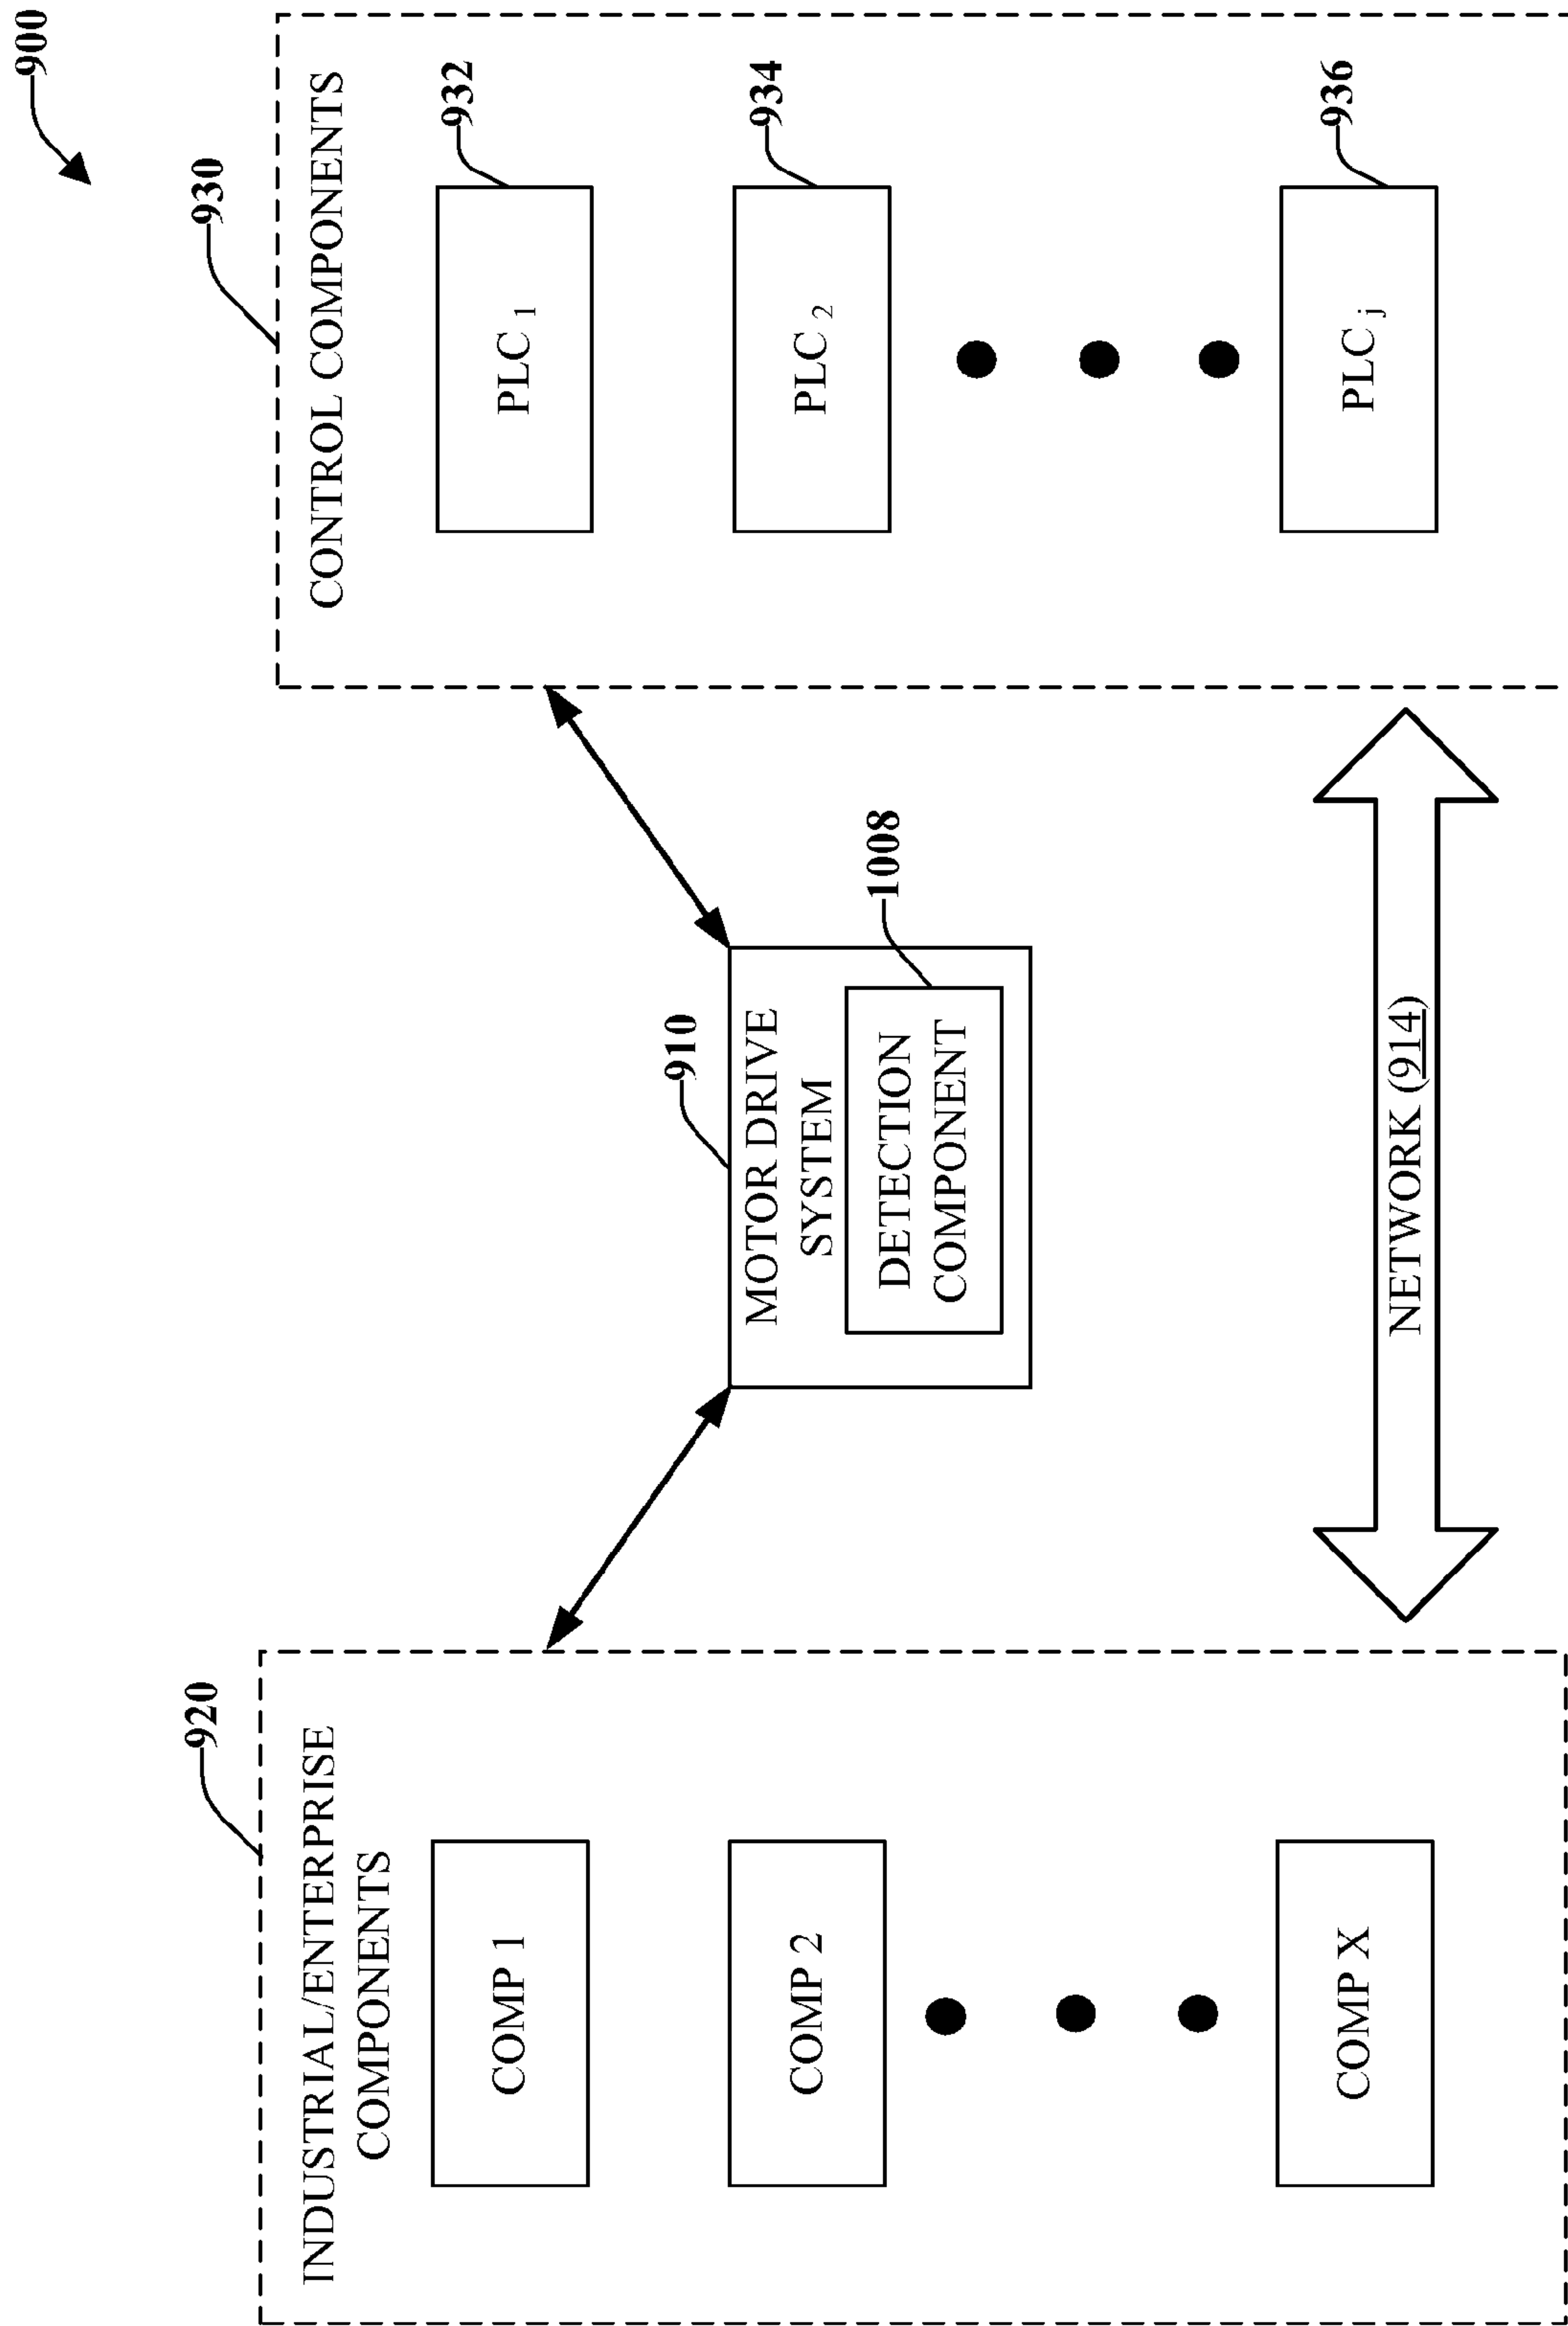 900
920
INDUSTRIAL/ENTERPRISE
COMPONENTS
COMP 1
COMP 2
COMP X
910
MOTOR DRIVE
SYSTEM
1008
DETECTION
COMPONENT
NETWORK (914)
930
CONTROL COMPONENTS
932
PLC 1
934
PLC 2
936
PLC j